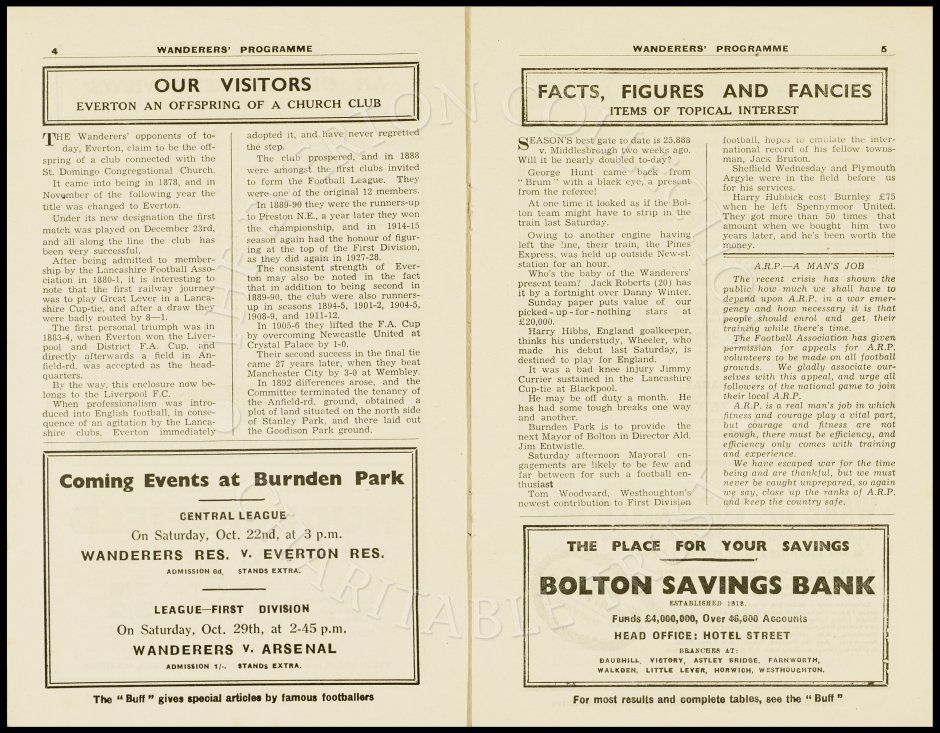 4
WANDERERS' PROGRAMME
OUR VISITORS
EVERTON AN OFFSPRING OF A CHURCH CLUB
THE Wanderers' opponents of to-
day, Everton, claim to be the off-
spring of a club connected with the
St. Domingo Congregational Church.
It came into being in 1878, and in
November of the following year the
title was changed to Everton.
Under its new designation the first
match was played on December 23rd,
and all along the line the club has
been very successful.
After being admitted to member-
ship by the Lancashire Football Asso-
ciation in 1880-1, it is interesting to
note that the first railway journey
was to play Great Lever in a Lanca-
shire Cup-tie, and after a draw they
were badly routed by 8—1.
The first personal triumph was in
1883-4, when Everton won the Liver-
pool and District F.A. Cup, and
directly afterwards a field in An-
field-rd. was accepted as the head-
quarters.
By the way, this enclosure now be-
longs to the Liverpool F.C.
When professionalism was intro-
duced into English football, in conse-
quence of an agitation by the Lanca-
shire clubs, Everton immediately
adopted it, and have never regretted
the step.
The club prospered, and in 1888
were amongst the first clubs invited
to form the Football League. They
were one of the original 12 members.
In 1889-90 they were the runners-up
to Preston N.E., a year later they won
the championship, and in 1914-15
season again had the honour of figur-
ing at the top of the First Division,
as they did again in 1927-28.
The consistent strength of Ever-
ton may also be noted in the fact
that in addition to being second in
1889-90, the club were also runners-
up in seasons 1894-5, 1901-2, 1904-5,
1908-9, and 1911-12.
In 1905-6 they lifted the F.A. Cup
by overcoming Newcastle United at
Crystal Palace by 1-0.
Their second success in the final tie
came 27 years later, when they beat
Manchester City by 3-0 at Wembley.
In 1892 differences arose, and the
Committee terminated the tenancy of
the Anfield-rd. ground, obtained a
plot of land situated on the north side
of Stanley Park, and there laid out
the Goodison Park ground.
Coming Events at Burnden Park
CENTRAL LEAGUE
On Saturday, Oct. 22nd, at 3 p.m.
WANDERERS RES. v. EVERTON RES.
ADMISSION 6d. STANDS EXTRA.
LEAGUE—FIRST DIVISION
On Saturday, Oct. 29th, at 2-45 p.m.
WANDERERS v. ARSENAL
ADMISSION 1/-. STANDS EXTRA.
The "Buff" gives special articles by famous footballers
WANDERERS' PROGRAMME
5
FACTS, FIGURES AND FANCIES
ITEMS OF TOPICAL INTEREST
SEASON'S best gate to date is 25,888
v. Middlesbrough two weeks ago.
Will it be nearly doubled to-day?
George Hunt came back from
"Brum" with a black eye, a present
from the referee!
At one time it looked as if the Bol-
ton team might have to strip in the
train last Saturday.
Owing to another engine having
left the line, their train, the Pines
Express, was held up outside New-st.
station for an hour.
Who's the baby of the Wanderers'
present team? Jack Roberts (20) has
it by a fortnight over Danny Winter.
Sunday paper puts value of our
picked-up-for-nothing stars at
£20,000.
Harry Hibbs, England goalkeeper,
thinks his understudy, Wheeler, who
made his debut last Saturday, is
destined to play for England.
It was a bad knee injury Jimmy
Currier sustained in the Lancashire
Cup-tie at Blackpool.
He may be off duty a month. He
has had some tough breaks one way
and another.
Burnden Park is to provide the
next Mayor of Bolton in Director Ald.
Jim Entwistle.
Saturday afternoon Mayoral en-
gagements are likely to be few and
far between for such a football en-
thusiast
Tom Woodward, Westhoughton's
newest contribution to First Division
football, hopes to emulate the inter-
national record of his fellow towns-
man, Jack Bruton.
Sheffield Wednesday and Plymouth
Argyle were in the field before us
for his services.
Harry Hubbick cost Burnley £75
when he left Spennymoor United.
They got more than 50 times that
amount when we bought him two
years later, and he's been worth the
money.
A.R.P.—A MAN'S JOB
The recent crisis has shown the
public how much we shall have to
depend upon A.R.P. in a war emer-
gency and how necessary it is that
people should enrol and get their
training while there's time.
The Football Association has given
permission for appeals for A.R.P.
volunteers to be made on all football
grounds. We gladly associate our-
selves with this appeal, and urge all
followers of the national game to join
their local A.R.P.
A.R.P. is a real man's job in which
fitness and courage play a vital part,
but courage and fitness are not
enough, there must be efficiency, and
efficiency only comes with training
and experience.
We have escaped war for the time
being and are thankful, but we must
never be caught unprepared, so again
we say, close up the ranks of A.R.P.
and keep the country safe.
THE PLACE FOR YOUR SAVINGS
BOLTON SAVINGS BANK
ESTABLISHED 1818.
Funds £4,000,000, Over 46,000 Accounts
HEAD OFFICE: HOTEL STREET
BRANCHES AT:
DAUBHILL, VICTORY, ASTLEY BRIDGE, FARNWORTH,
WALKDEN, LITTLE LEVER, HORWICH, WESTHOUGHTON.
For most results and complete tables, see the "Buff"